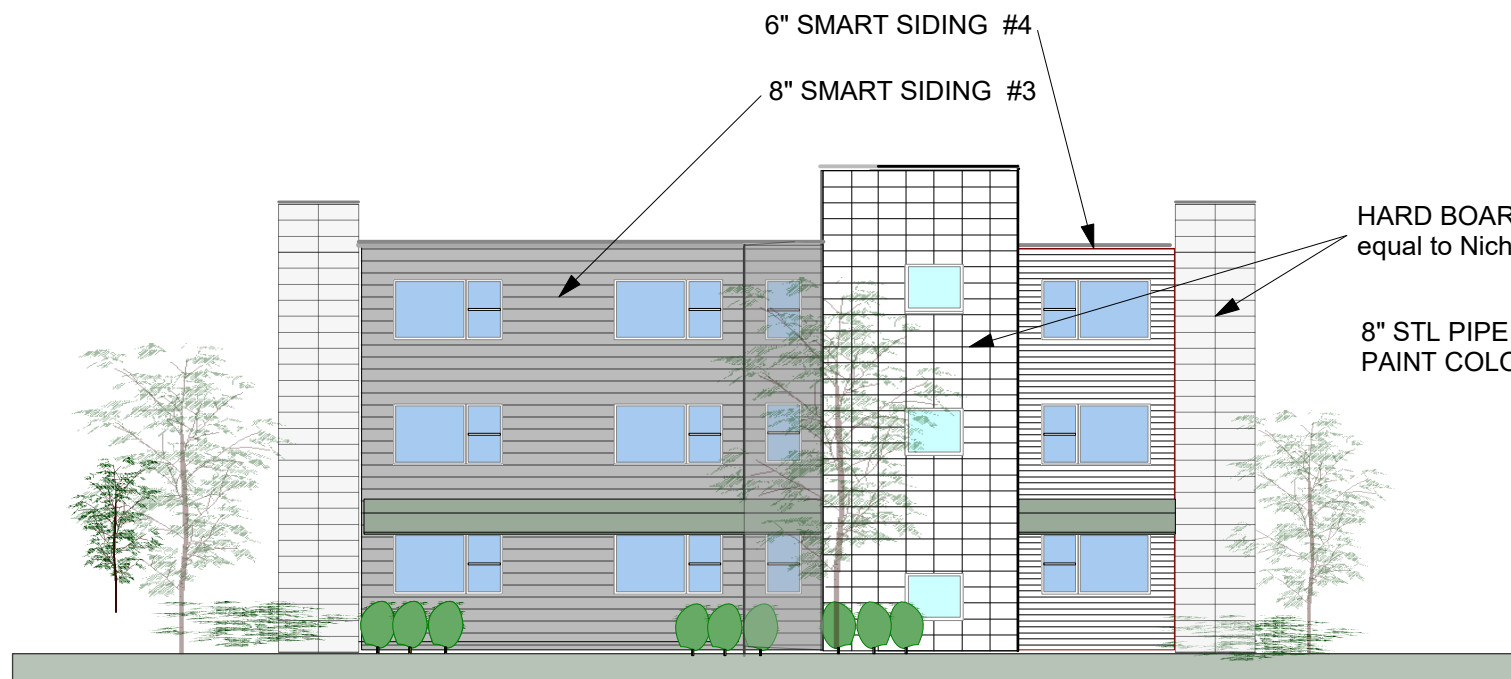 6" SMART SIDING #4
8" SMART SIDING #3
HARD BOAR
equal to Nich
8" STL PIPE
PAINT COLO